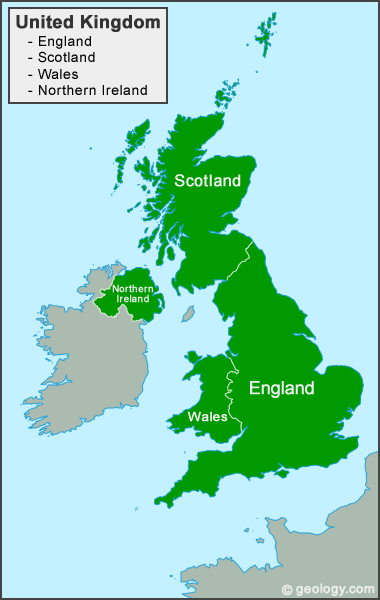 United Kingdom
- England
- Scotland
- Wales
- Northern Ireland
Scotland
Northern
Ireland
England
Wales
© geology.com